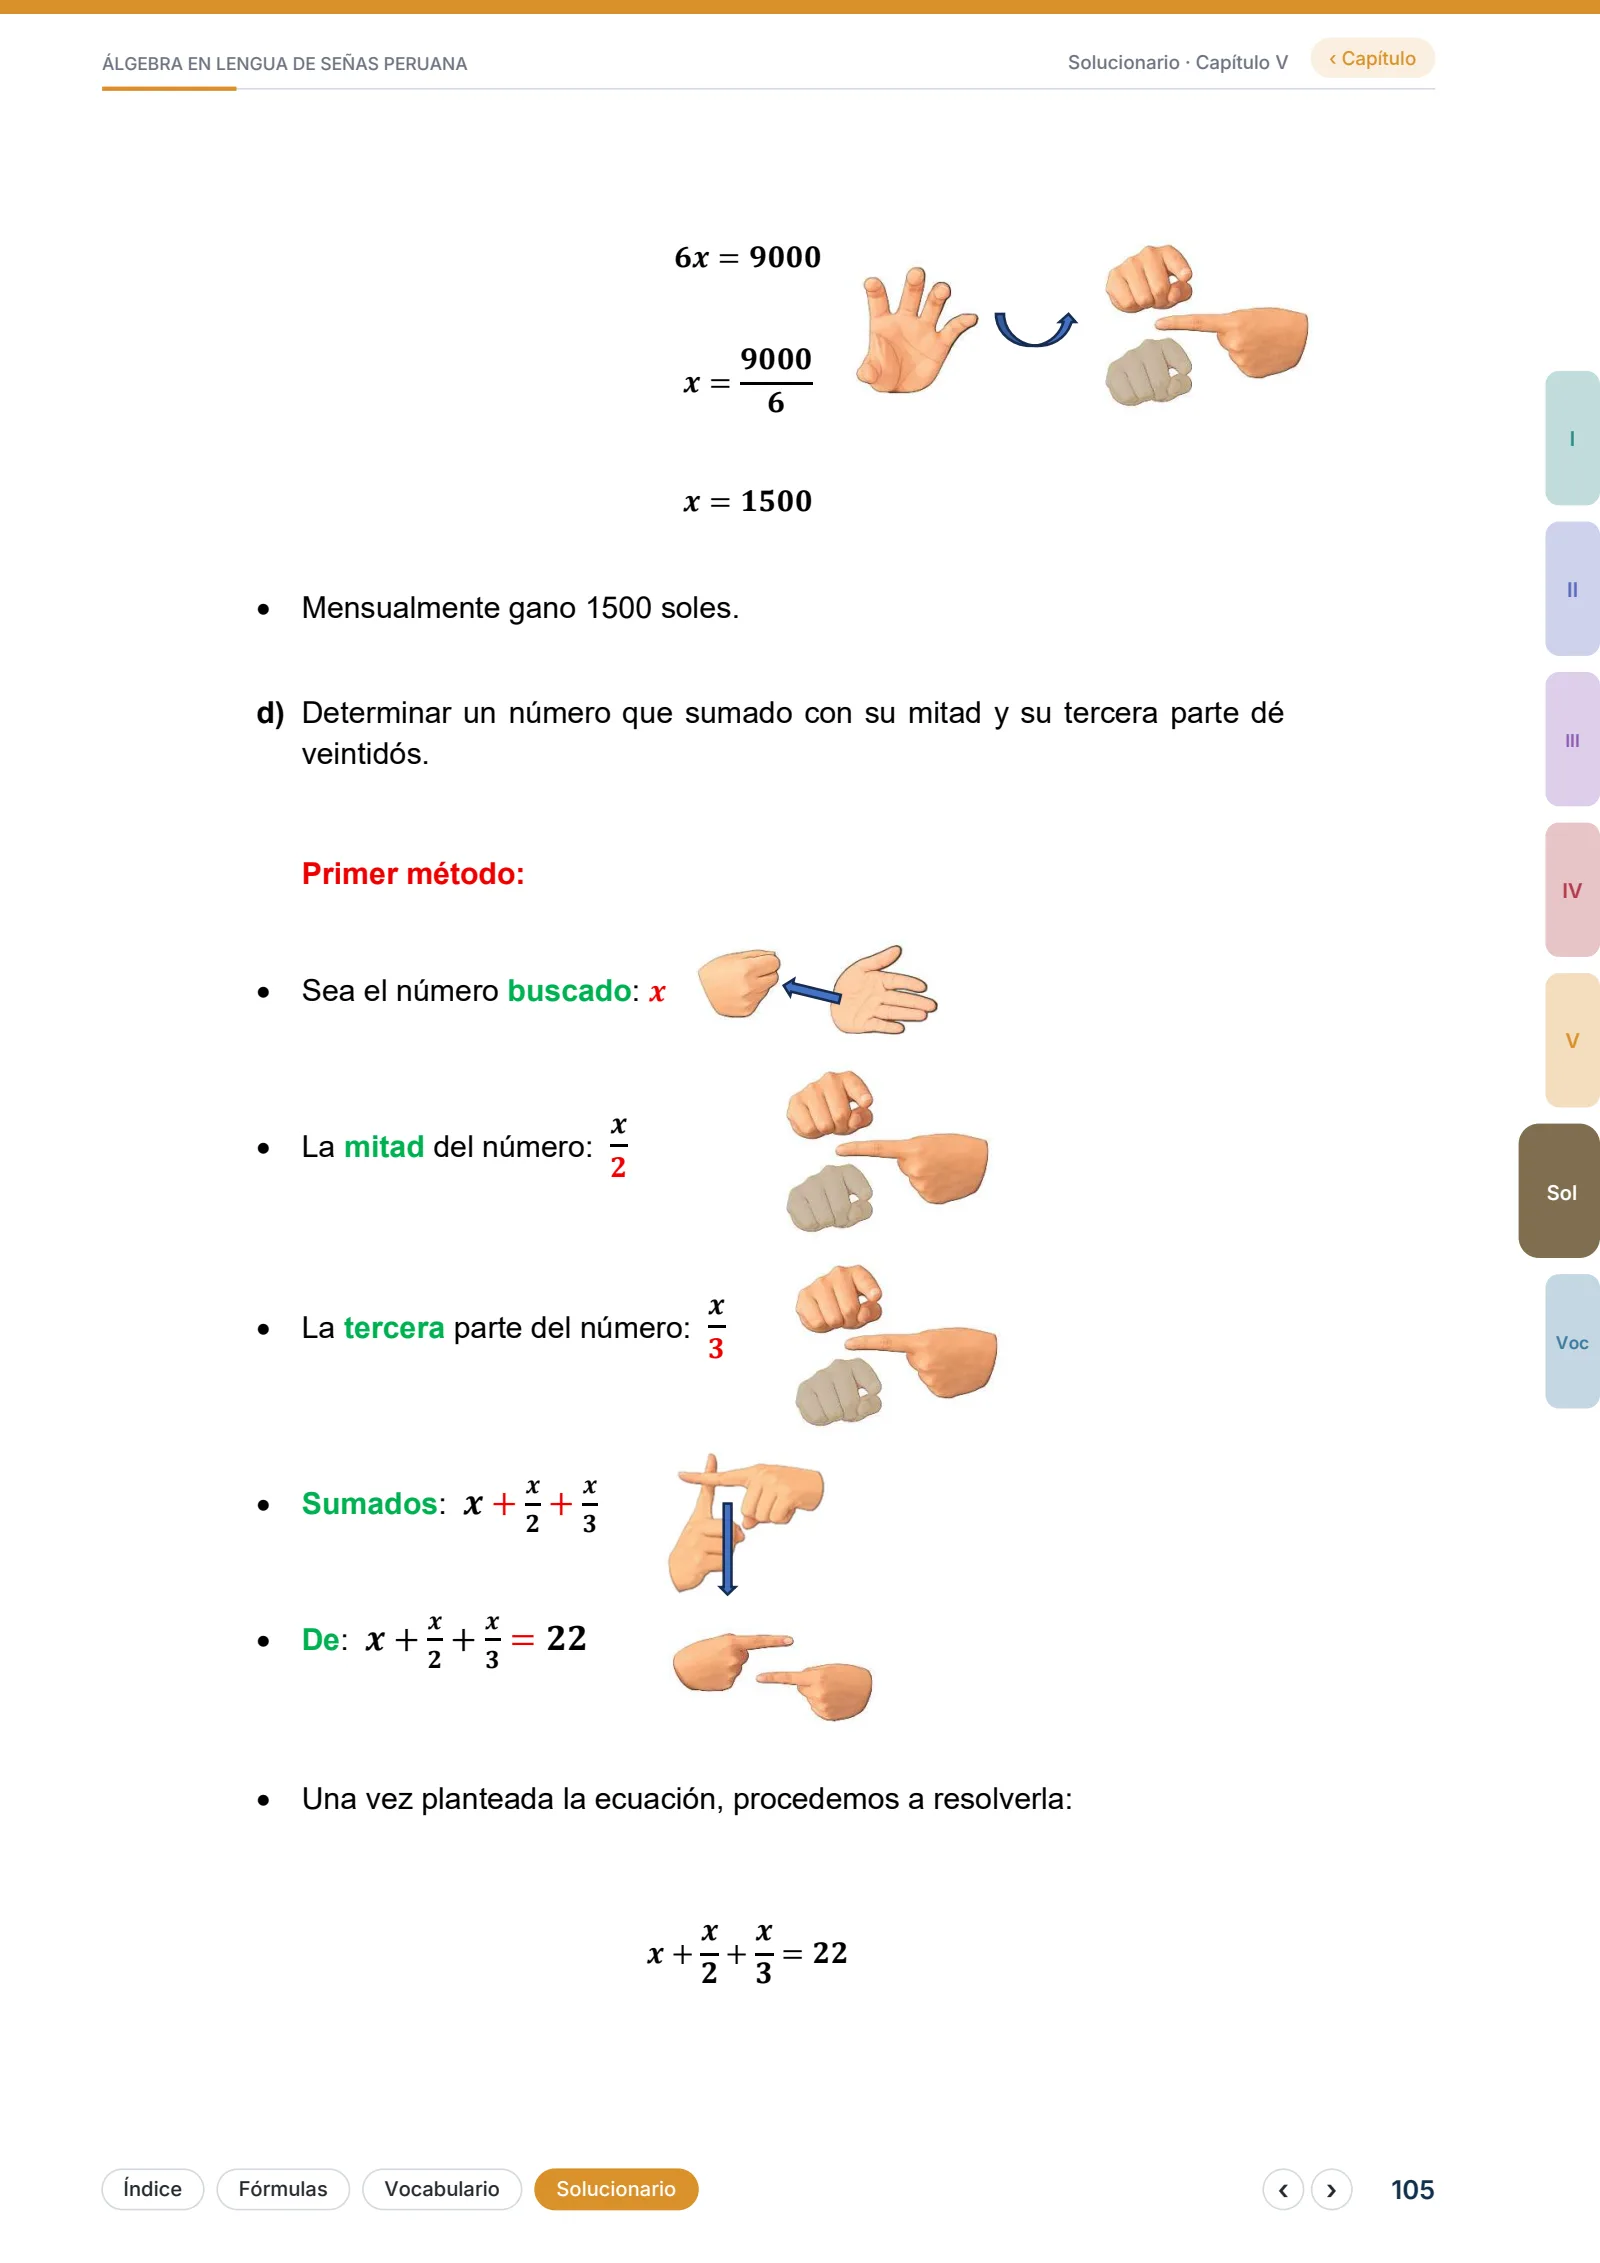 ÁLGEBRA EN LENGUA DE SEÑAS PERUANA
Solucionario · Capítulo V
‹ Capítulo
6x = 9000
x = 9000/6
x = 1500
• Mensualmente gano 1500 soles.
d) Determinar un número que sumado con su mitad y su tercera parte dé
veintidós.
Primer método:
• Sea el número buscado: x
• La mitad del número: x/2
• La tercera parte del número: x/3
• Sumados: x + x/2 + x/3
• De: x + x/2 + x/3 = 22
• Una vez planteada la ecuación, procedemos a resolverla:
x + x/2 + x/3 = 22
I
II
III
IV
V
Sol
Voc
Índice
Fórmulas
Vocabulario
Solucionario
‹ ›
105